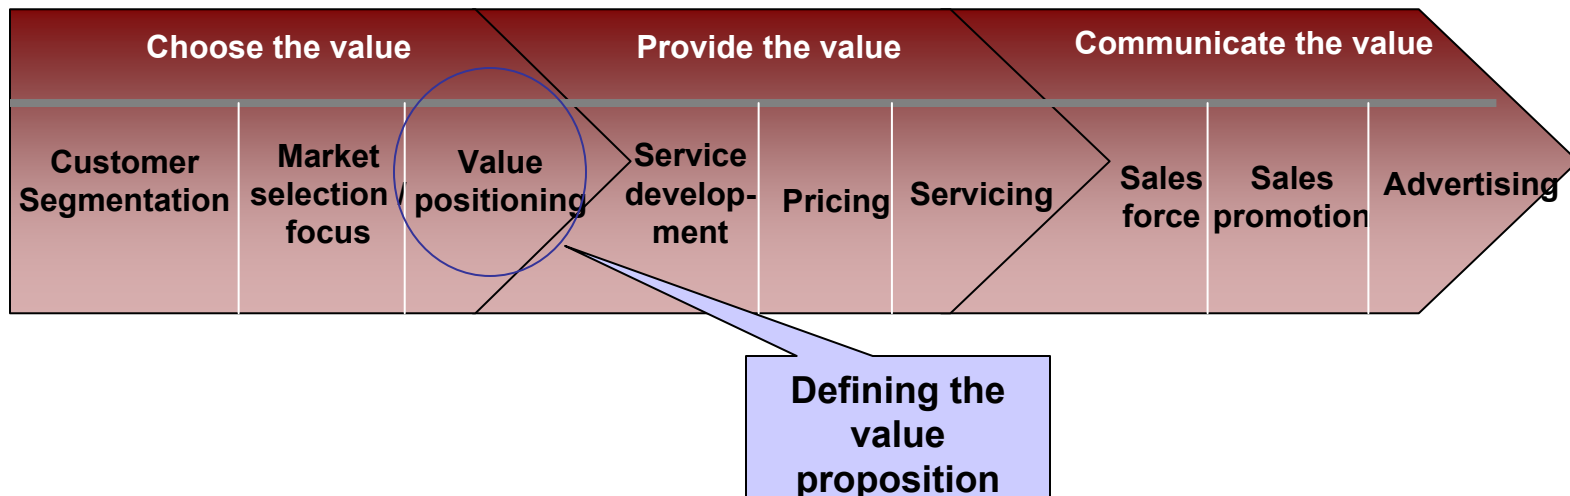 Choose the value
Provide the value
Communicate the value
Customer
Segmentation
Market
selection /
focus
Value
positioning
Service
develop-
ment
Pricing
Servicing
Sales
force
Sales
promotion
Advertising
Defining the
value
proposition